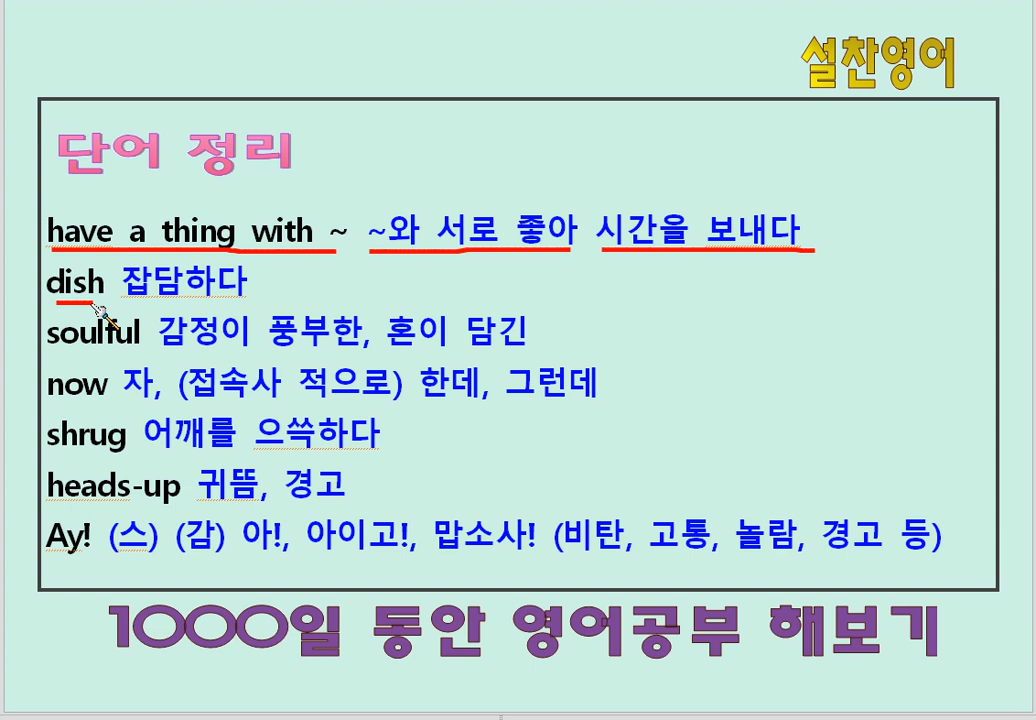 설찬영어
단어 정리
have a thing with ~ ~와 서로 좋아 시간을 보내다
dish 잡담하다
soulful 감정이 풍부한, 혼이 담긴
now 자, (접속사 적으로) 한데, 그런데
shrug 어깨를 으쓱하다
heads-up 귀뜸, 경고
Ay! (스) (감) 아!, 아이고!, 맙소사! (비탄, 고통, 놀람, 경고 등)
1000일 동안 영어공부 해보기